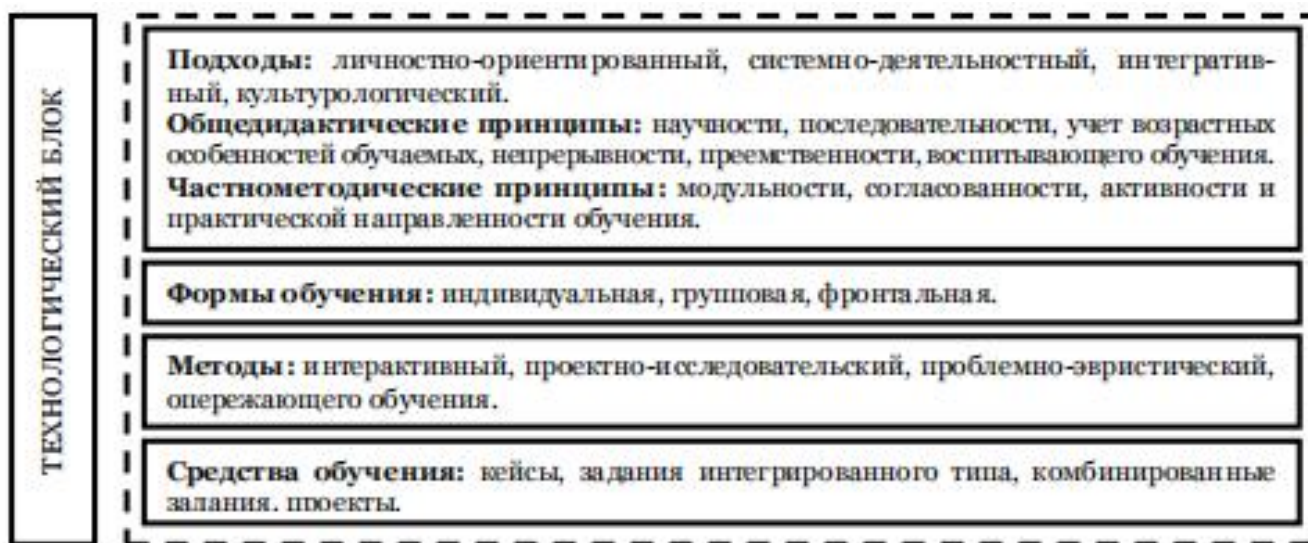 ТЕХНОЛОГИЧЕСКИЙ БЛОК
Подходы: личностно-ориентированный, системно-деятельностный, интегратив-
ный, культурологический.
Общедидактические принципы: научности, последовательности, учет возрастных
особенностей обучаемых, непрерывности, преемственности, воспитывающего обучения.
Частнометодические принципы: модульности, согласованности, активности и
практической направленности обучения.
Формы обучения: индивидуальная, групповая, фронтальная.
Методы: интерактивный, проектно-исследовательский, проблемно-эвристический,
опережающего обучения.
Средства обучения: кейсы, задания интегрированного типа, комбинированные
задания, проекты.